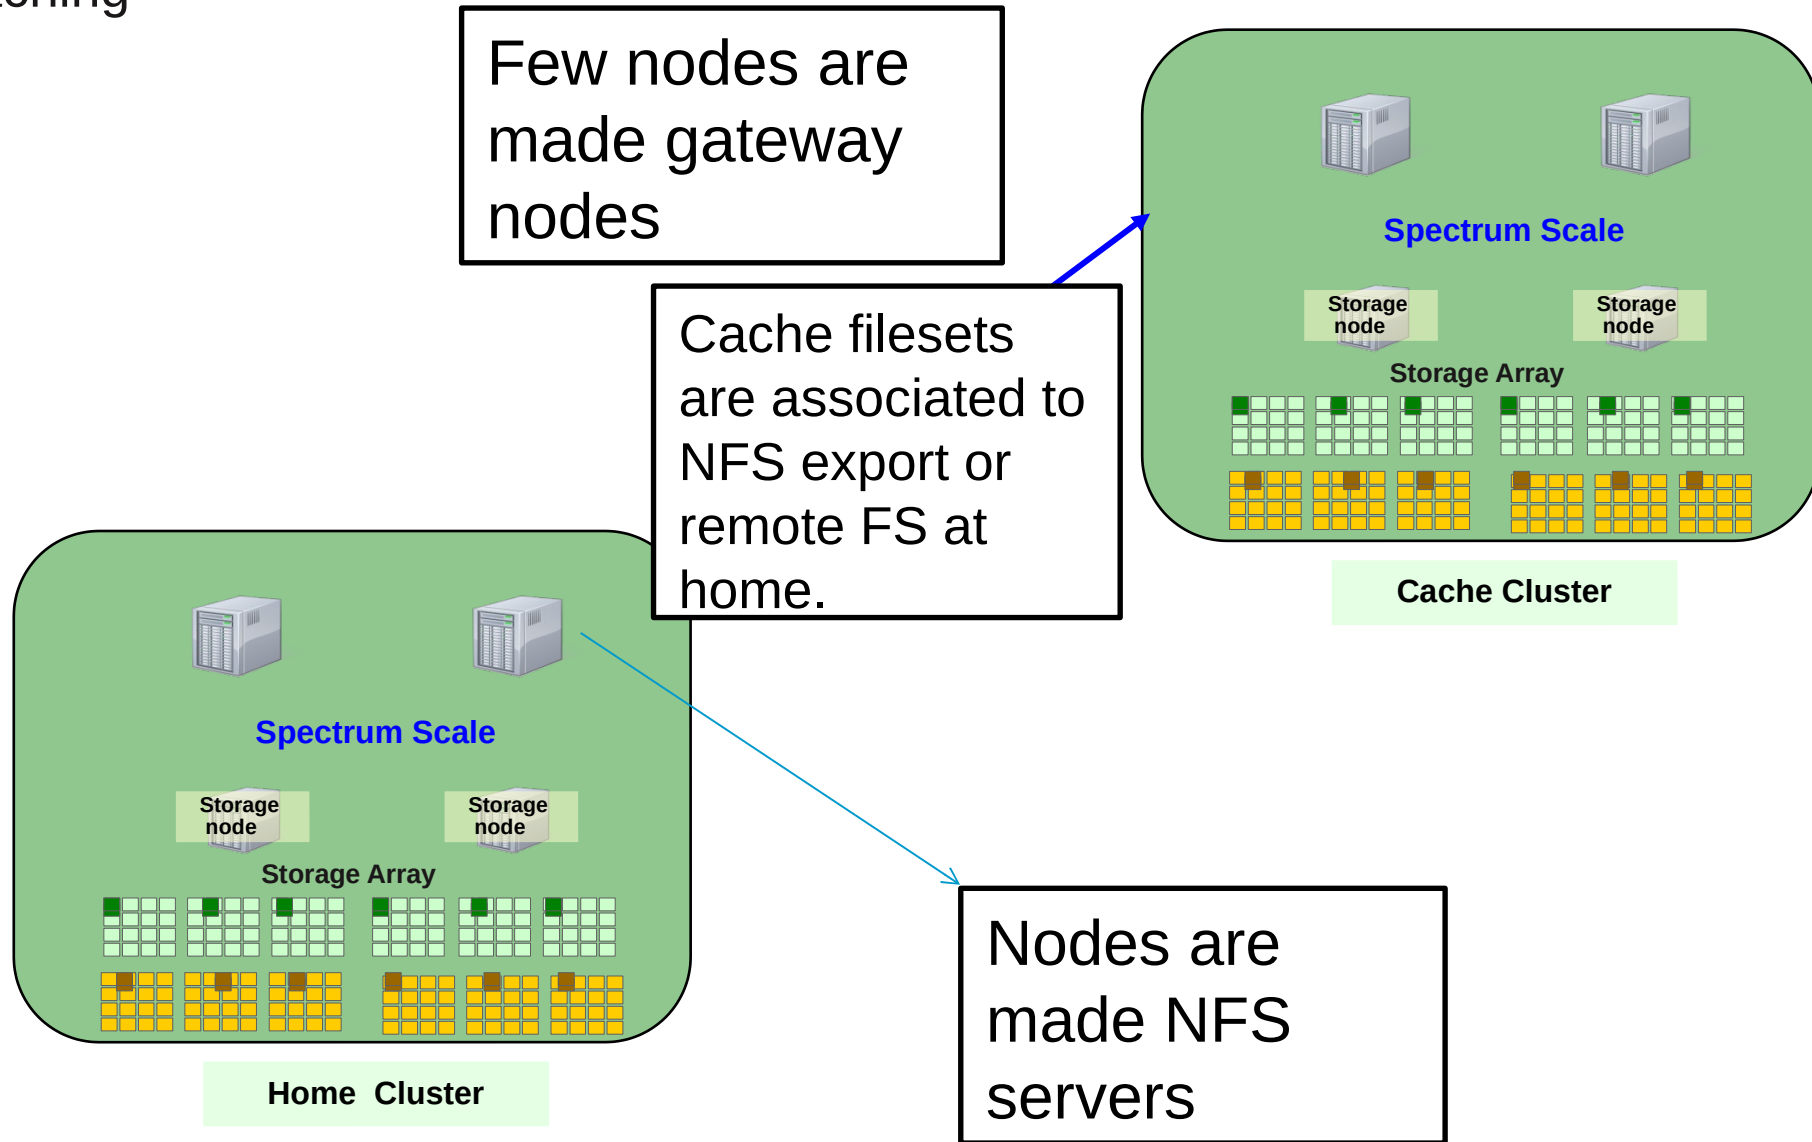 Few nodes are
made gateway
nodes
Spectrum Scale
Storage
node
Storage
node
Storage Array
Cache Cluster
Cache filesets
are associated to
NFS export or
remote FS at
home.
Spectrum Scale
Storage
node
Storage
node
Storage Array
Home Cluster
Nodes are
made NFS
servers